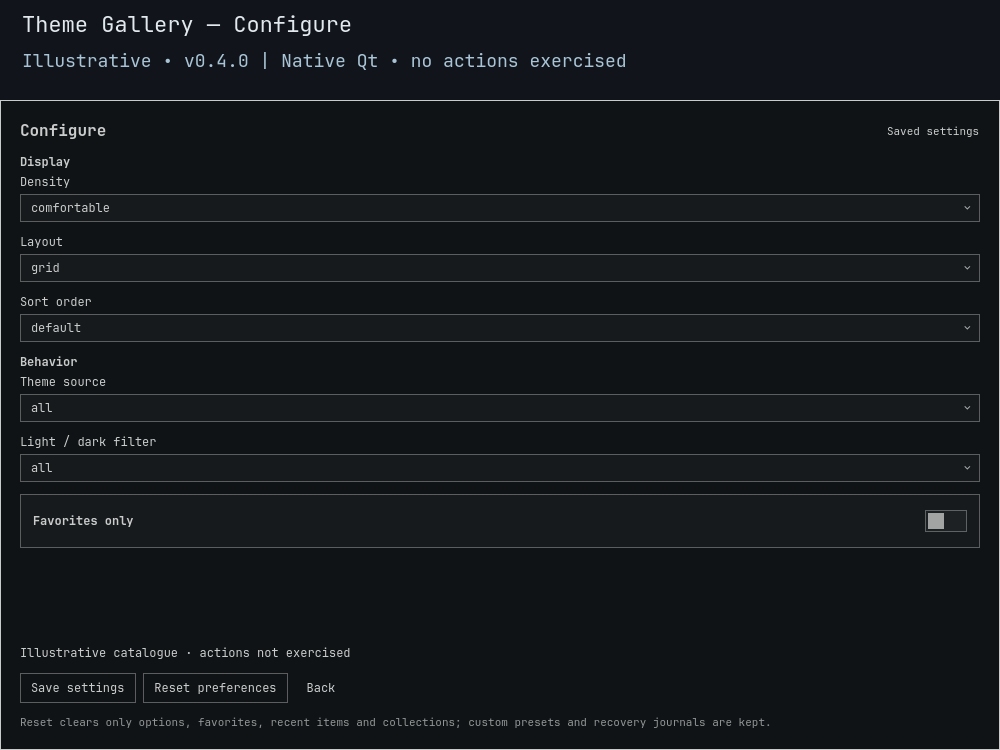 Theme Gallery — Configure
Illustrative • v0.4.0 | Native Qt • no actions exercised
Configure
Saved settings
Display
Density
comfortable
Layout
grid
Sort order
default
Behavior
Theme source
all
Light / dark filter
all
Favorites only
Illustrative catalogue · actions not exercised
Save settings Reset preferences Back
Reset clears only options, favorites, recent items and collections; custom presets and recovery journals are kept.